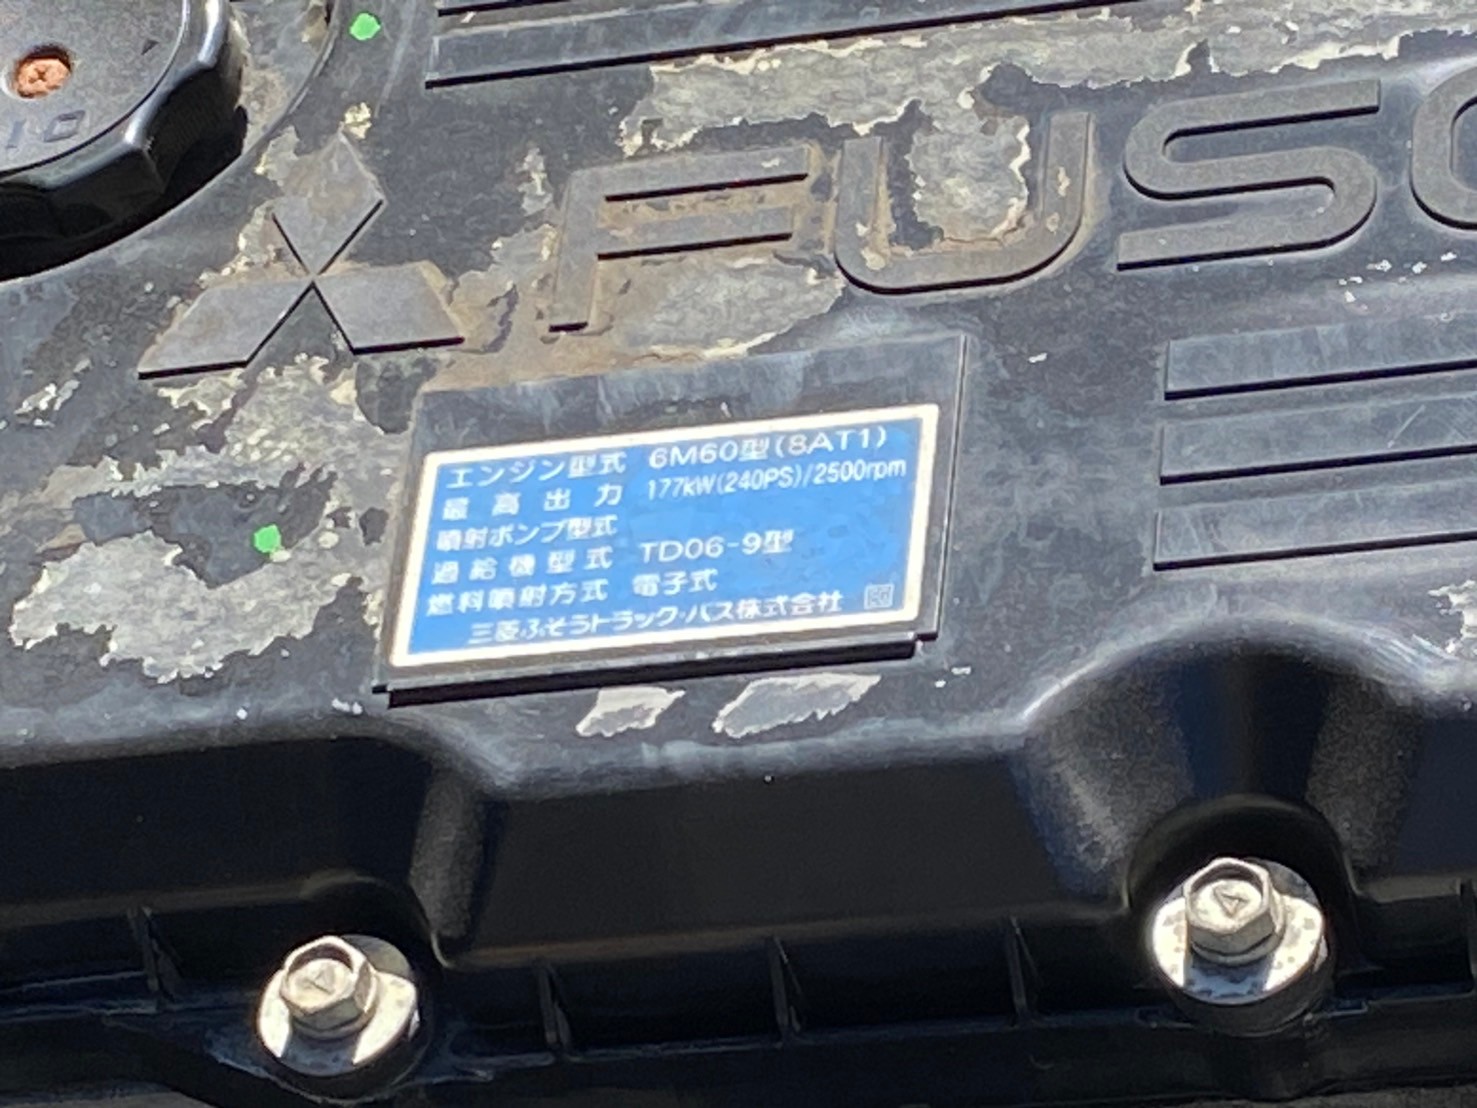 FUSO
エンジン型式 6M60型(8AT1)
最高出力 177kW(240PS)/2500rpm
噴射ポンプ型式
過給機型式 TD06-9型
燃料噴射方式 電子式
三菱ふそうトラック・バス株式会社